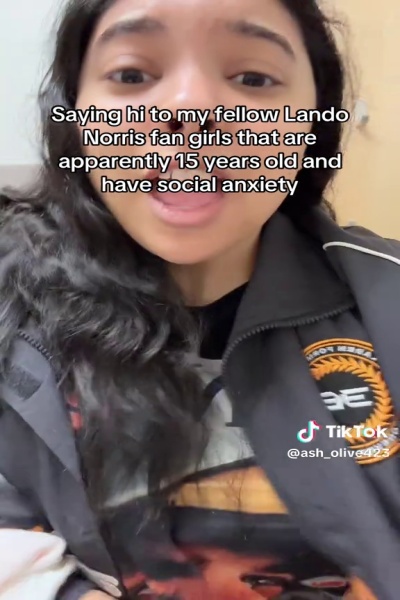 Saying hi to my fellow Lando
Norris fan girls that are
apparently 15 years old and
have social anxiety
TikTok
@ash_olive423